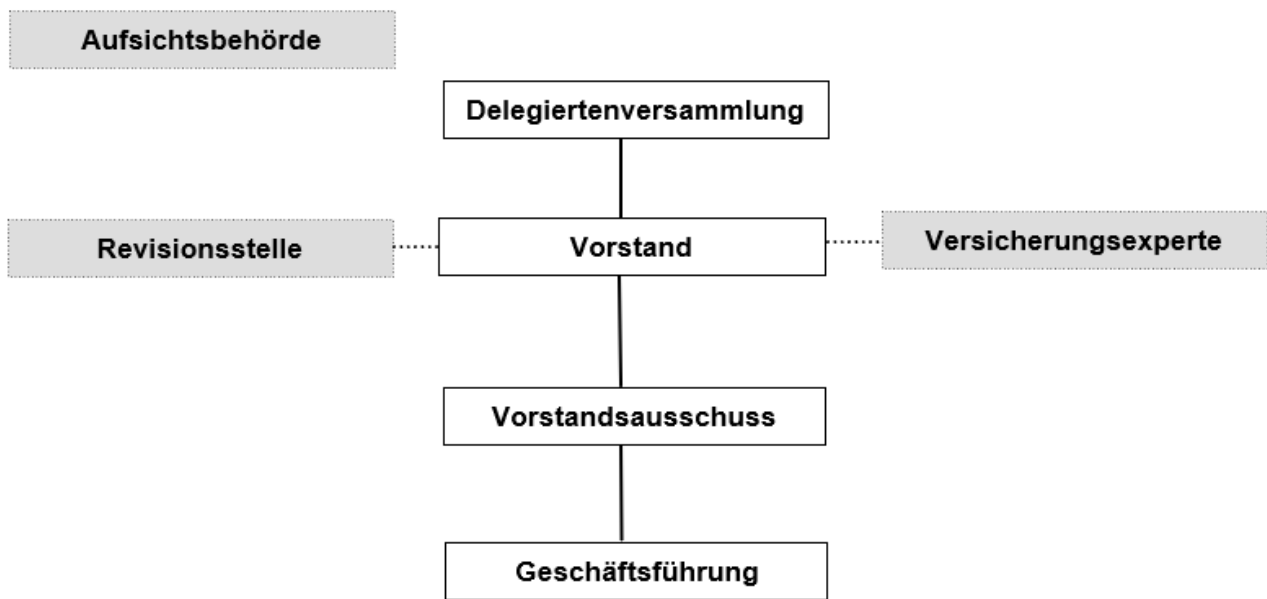 Aufsichtsbehörde
Delegiertenversammlung
Revisionsstelle
Vorstand
Versicherungsexperte
Vorstandsausschuss
Geschäftsführung